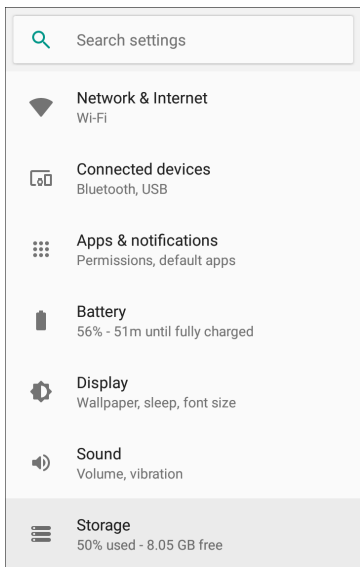 Search settings
Network & Internet
Wi-Fi
Connected devices
Bluetooth, USB
Apps & notifications
Permissions, default apps
Battery
56% - 51m until fully charged
Display
Wallpaper, sleep, font size
Sound
Volume, vibration
Storage
50% used - 8.05 GB free